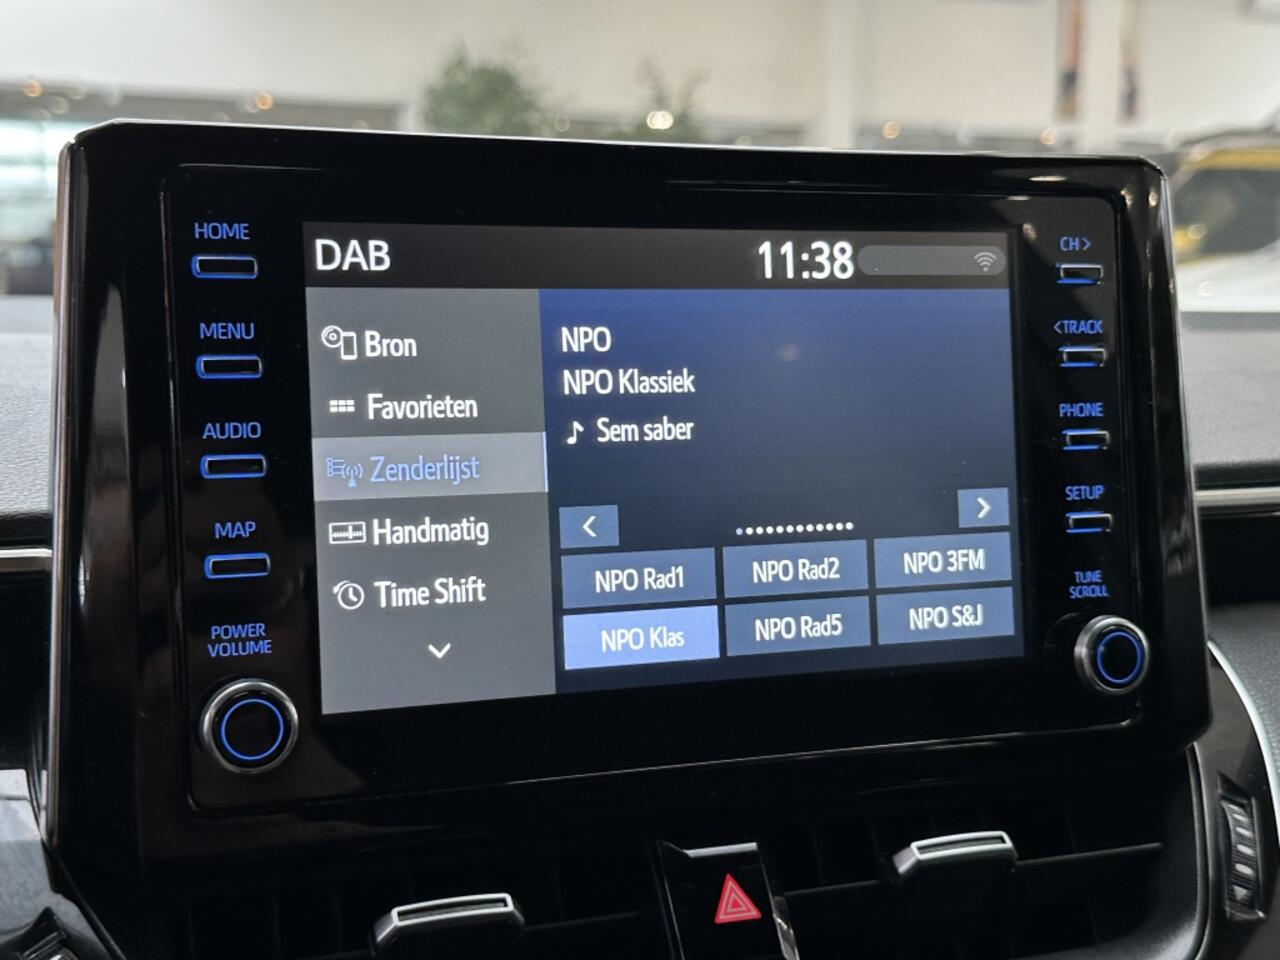 HOME
MENU
AUDIO
MAP
POWER
VOLUME
DAB
11:38
Bron
Favorieten
Zenderlijst
Handmatig
Time Shift
NPO
NPO Klassiek
Sem saber
<
>
NPO Rad1
NPO Rad2
NPO 3FM
NPO Klas
NPO Rad5
NPO S&J
CH>
<TRACK
PHONE
SETUP
TUNE
SCROLL